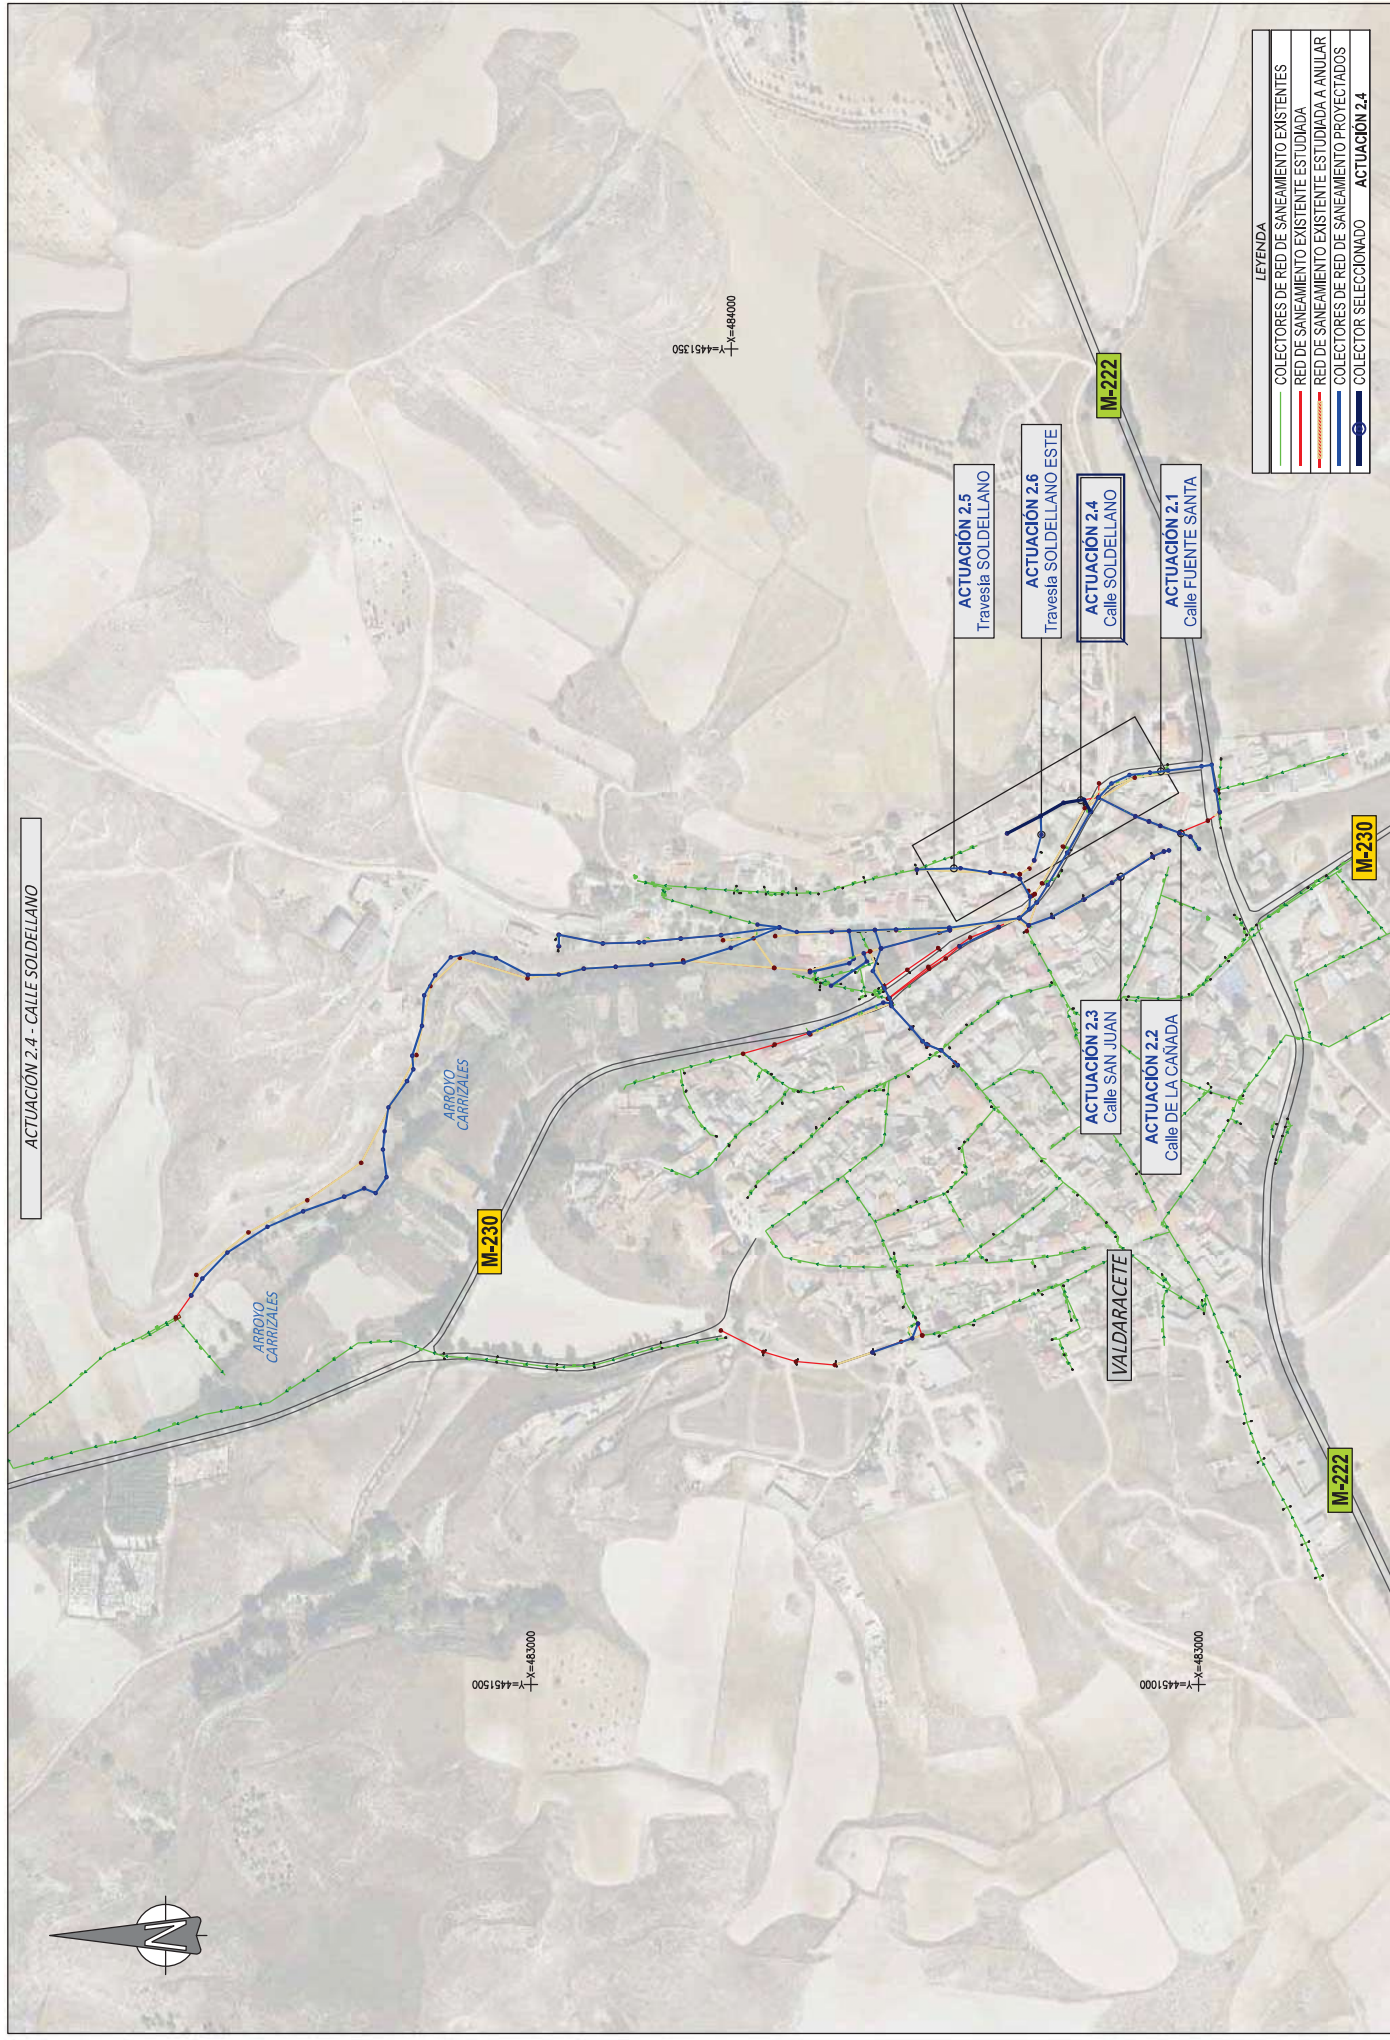 ACTUACIÓN 2.4 - CALLE SOLDELLANO
ARROYO
CARRIZALES
ARROYO
CARRIZALES
M-230
Y=4451350
X=484000
Y=4451500
X=483000
ACTUACIÓN 2.5
Travesía SOLDELLANO
ACTUACIÓN 2.6
Travesía SOLDELLANO ESTE
ACTUACIÓN 2.4
Calle SOLDELLANO
ACTUACIÓN 2.1
Calle FUENTE SANTA
M-222
ACTUACIÓN 2.3
Calle SAN JUAN
ACTUACIÓN 2.2
Calle DE LA CAÑADA
VALDARACETE
Y=4451000
X=483000
M-230
M-222
LEYENDA
COLECTORES DE RED DE SANEAMIENTO EXISTENTES
RED DE SANEAMIENTO EXISTENTE ESTUDIADA
RED DE SANEAMIENTO EXISTENTE ESTUDIADA A ANULAR
COLECTORES DE RED DE SANEAMIENTO PROYECTADOS
COLECTOR SELECCIONADO ACTUACIÓN 2.4
N